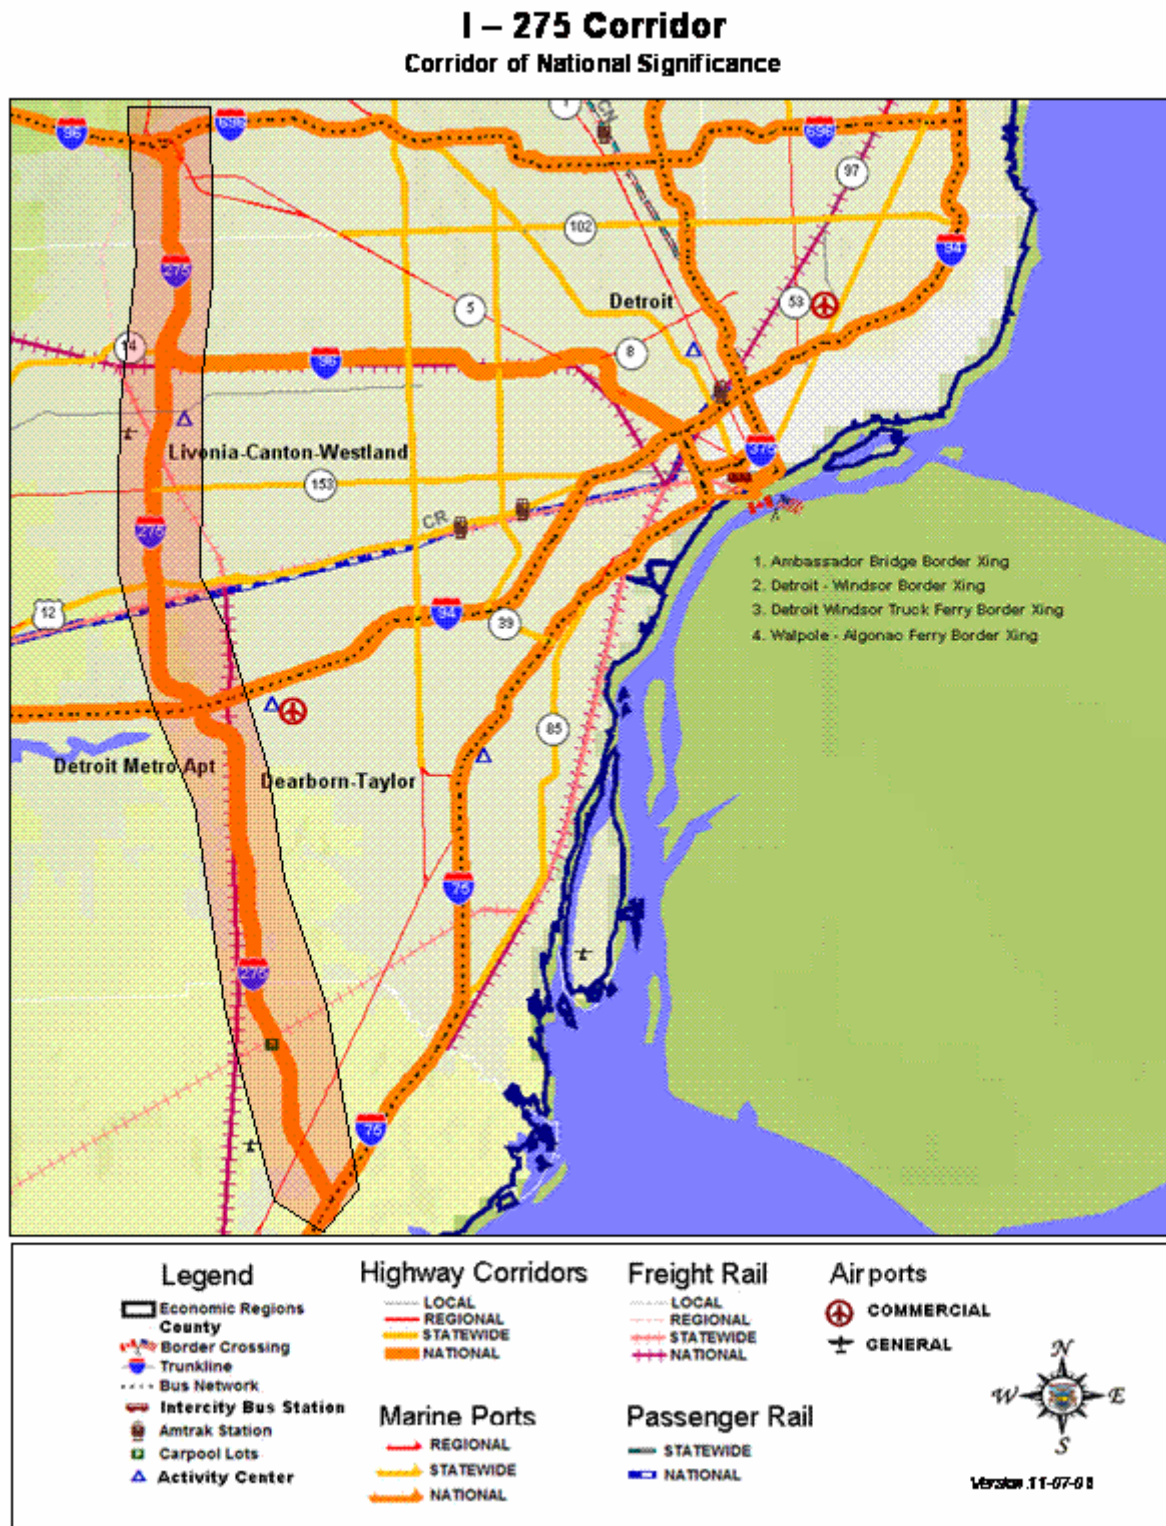 I – 275 Corridor
Corridor of National Significance
96
696
1
CN
696
97
102
94
275
Detroit
53
5
14
96
8
375
Livonia-Canton-Westland
153
CR
275
1. Ambassador Bridge Border Xing
2. Detroit - Windsor Border Xing
3. Detroit Windsor Truck Ferry Border Xing
4. Walpole - Algonao Ferry Border Xing
12
94
39
85
Detroit Metro Apt
Dearborn-Taylor
75
275
75
Legend
Economic Regions
County
Border Crossing
Trunkline
Bus Network
Intercity Bus Station
Amtrak Station
Carpool Lots
Activity Center
Highway Corridors
LOCAL
REGIONAL
STATEWIDE
NATIONAL
Marine Ports
REGIONAL
STATEWIDE
NATIONAL
Freight Rail
LOCAL
REGIONAL
STATEWIDE
NATIONAL
Passenger Rail
STATEWIDE
NATIONAL
Airports
COMMERCIAL
GENERAL
N
W
E
S